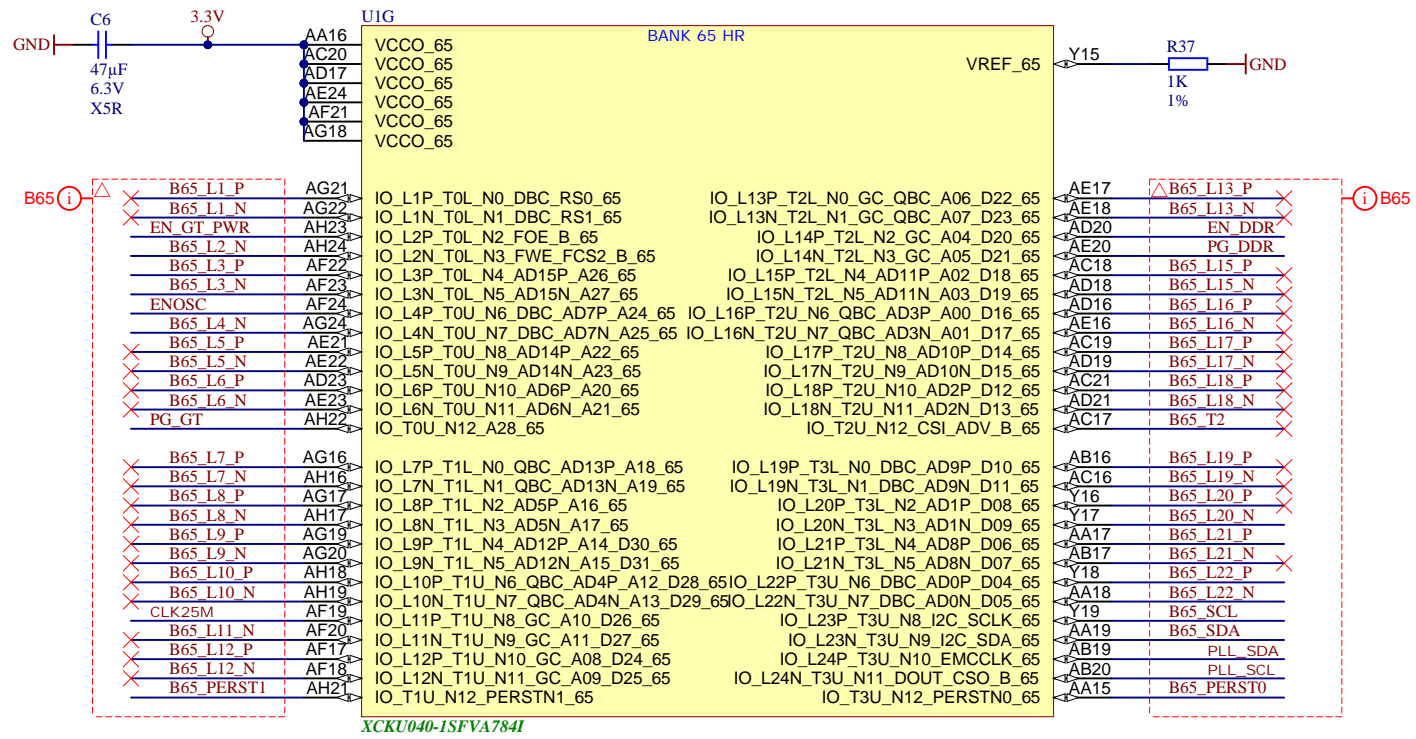 C6
GND
47µF
6.3V
X5R
3.3V
U1G
BANK 65 HR
AA16 VCCO_65
AC20 VCCO_65
AD17 VCCO_65
AE24 VCCO_65
AF21 VCCO_65
AG18 VCCO_65
VREF_65 Y15
R37
1K
1%
GND
B65 i
B65_L1_P AG21 IO_L1P_T0L_N0_DBC_RS0_65
B65_L1_N AG22 IO_L1N_T0L_N1_DBC_RS1_65
EN_GT_PWR AH23 IO_L2P_T0L_N2_FOE_B_65
B65_L2_N AH24 IO_L2N_T0L_N3_FWE_FCS2_B_65
B65_L3_P AF22 IO_L3P_T0L_N4_AD15P_A26_65
B65_L3_N AF23 IO_L3N_T0L_N5_AD15N_A27_65
ENOSC AF24 IO_L4P_T0U_N6_DBC_AD7P_A24_65
B65_L4_N AG24 IO_L4N_T0U_N7_DBC_AD7N_A25_65
B65_L5_P AE21 IO_L5P_T0U_N8_AD14P_A22_65
B65_L5_N AE22 IO_L5N_T0U_N9_AD14N_A23_65
B65_L6_P AD23 IO_L6P_T0U_N10_AD6P_A20_65
B65_L6_N AE23 IO_L6N_T0U_N11_AD6N_A21_65
PG_GT AH22 IO_T0U_N12_A28_65
B65_L7_P AG16 IO_L7P_T1L_N0_QBC_AD13P_A18_65
B65_L7_N AH16 IO_L7N_T1L_N1_QBC_AD13N_A19_65
B65_L8_P AG17 IO_L8P_T1L_N2_AD5P_A16_65
B65_L8_N AH17 IO_L8N_T1L_N3_AD5N_A17_65
B65_L9_P AG19 IO_L9P_T1L_N4_AD12P_A14_D30_65
B65_L9_N AG20 IO_L9N_T1L_N5_AD12N_A15_D31_65
B65_L10_P AH18 IO_L10P_T1U_N6_QBC_AD4P_A12_D28_65
B65_L10_N AH19 IO_L10N_T1U_N7_QBC_AD4N_A13_D29_65
CLK25M AF19 IO_L11P_T1U_N8_GC_A10_D26_65
B65_L11_N AF20 IO_L11N_T1U_N9_GC_A11_D27_65
B65_L12_P AF17 IO_L12P_T1U_N10_GC_A08_D24_65
B65_L12_N AF18 IO_L12N_T1U_N11_GC_A09_D25_65
B65_PERST1 AH21 IO_T1U_N12_PERSTN1_65
IO_L13P_T2L_N0_GC_QBC_A06_D22_65 AE17 B65_L13_P
IO_L13N_T2L_N1_GC_QBC_A07_D23_65 AE18 B65_L13_N
IO_L14P_T2L_N2_GC_A04_D20_65 AD20 EN_DDR
IO_L14N_T2L_N3_GC_A05_D21_65 AE20 PG_DDR
IO_L15P_T2L_N4_AD11P_A02_D18_65 AC18 B65_L15_P
IO_L15N_T2L_N5_AD11N_A03_D19_65 AD18 B65_L15_N
IO_L16P_T2U_N6_QBC_AD3P_A00_D16_65 AD16 B65_L16_P
IO_L16N_T2U_N7_QBC_AD3N_A01_D17_65 AE16 B65_L16_N
IO_L17P_T2U_N8_AD10P_D14_65 AC19 B65_L17_P
IO_L17N_T2U_N9_AD10N_D15_65 AD19 B65_L17_N
IO_L18P_T2U_N10_AD2P_D12_65 AC21 B65_L18_P
IO_L18N_T2U_N11_AD2N_D13_65 AD21 B65_L18_N
IO_T2U_N12_CSI_ADV_B_65 AC17 B65_T2
IO_L19P_T3L_N0_DBC_AD9P_D10_65 AB16 B65_L19_P
IO_L19N_T3L_N1_DBC_AD9N_D11_65 AC16 B65_L19_N
IO_L20P_T3L_N2_AD1P_D08_65 Y16 B65_L20_P
IO_L20N_T3L_N3_AD1N_D09_65 Y17 B65_L20_N
IO_L21P_T3L_N4_AD8P_D06_65 AA17 B65_L21_P
IO_L21N_T3L_N5_AD8N_D07_65 AB17 B65_L21_N
IO_L22P_T3U_N6_DBC_AD0P_D04_65 Y18 B65_L22_P
IO_L22N_T3U_N7_DBC_AD0N_D05_65 AA18 B65_L22_N
IO_L23P_T3U_N8_I2C_SCLK_65 Y19 B65_SCL
IO_L23N_T3U_N9_I2C_SDA_65 AA19 B65_SDA
IO_L24P_T3U_N10_EMCCLK_65 AB19 PLL_SDA
IO_L24N_T3U_N11_DOUT_CSO_B_65 AB20 PLL_SCL
IO_T3U_N12_PERSTN0_65 AA15 B65_PERST0
i B65
XCKU040-1SFVA784I